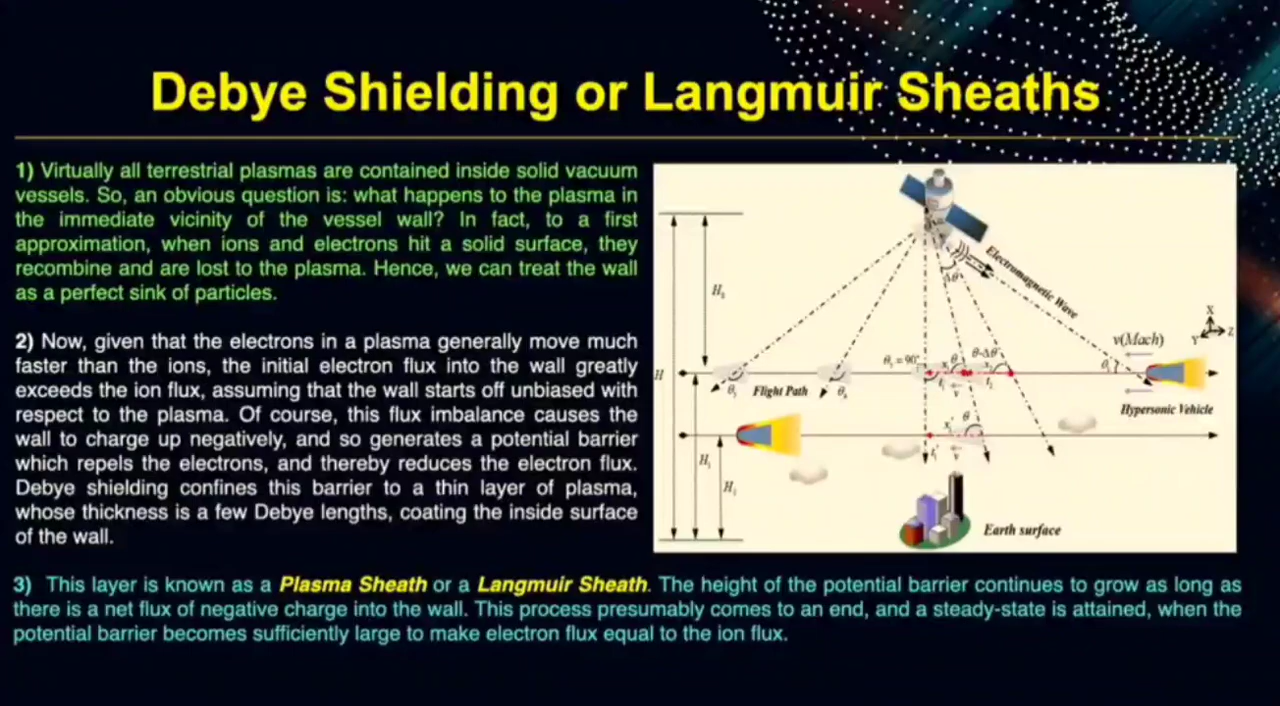 Debye Shielding or Langmuir Sheaths
1) Virtually all terrestrial plasmas are contained inside solid vacuum
vessels. So, an obvious question is: what happens to the plasma in
the immediate vicinity of the vessel wall? In fact, to a first
approximation, when ions and electrons hit a solid surface, they
recombine and are lost to the plasma. Hence, we can treat the wall
as a perfect sink of particles.
2) Now, given that the electrons in a plasma generally move much
faster than the ions, the initial electron flux into the wall greatly
exceeds the ion flux, assuming that the wall starts off unbiased with
respect to the plasma. Of course, this flux imbalance causes the
wall to charge up negatively, and so generates a potential barrier
which repels the electrons, and thereby reduces the electron flux.
Debye shielding confines this barrier to a thin layer of plasma,
whose thickness is a few Debye lengths, coating the inside surface
of the wall.
Electromagnetic Wave
Δθ
X
Y
Z
v(Mach)
H
θ-Δθ
Flight Path
Hypersonic Vehicle
θ
Earth surface
3) This layer is known as a Plasma Sheath or a Langmuir Sheath. The height of the potential barrier continues to grow as long as
there is a net flux of negative charge into the wall. This process presumably comes to an end, and a steady-state is attained, when the
potential barrier becomes sufficiently large to make electron flux equal to the ion flux.